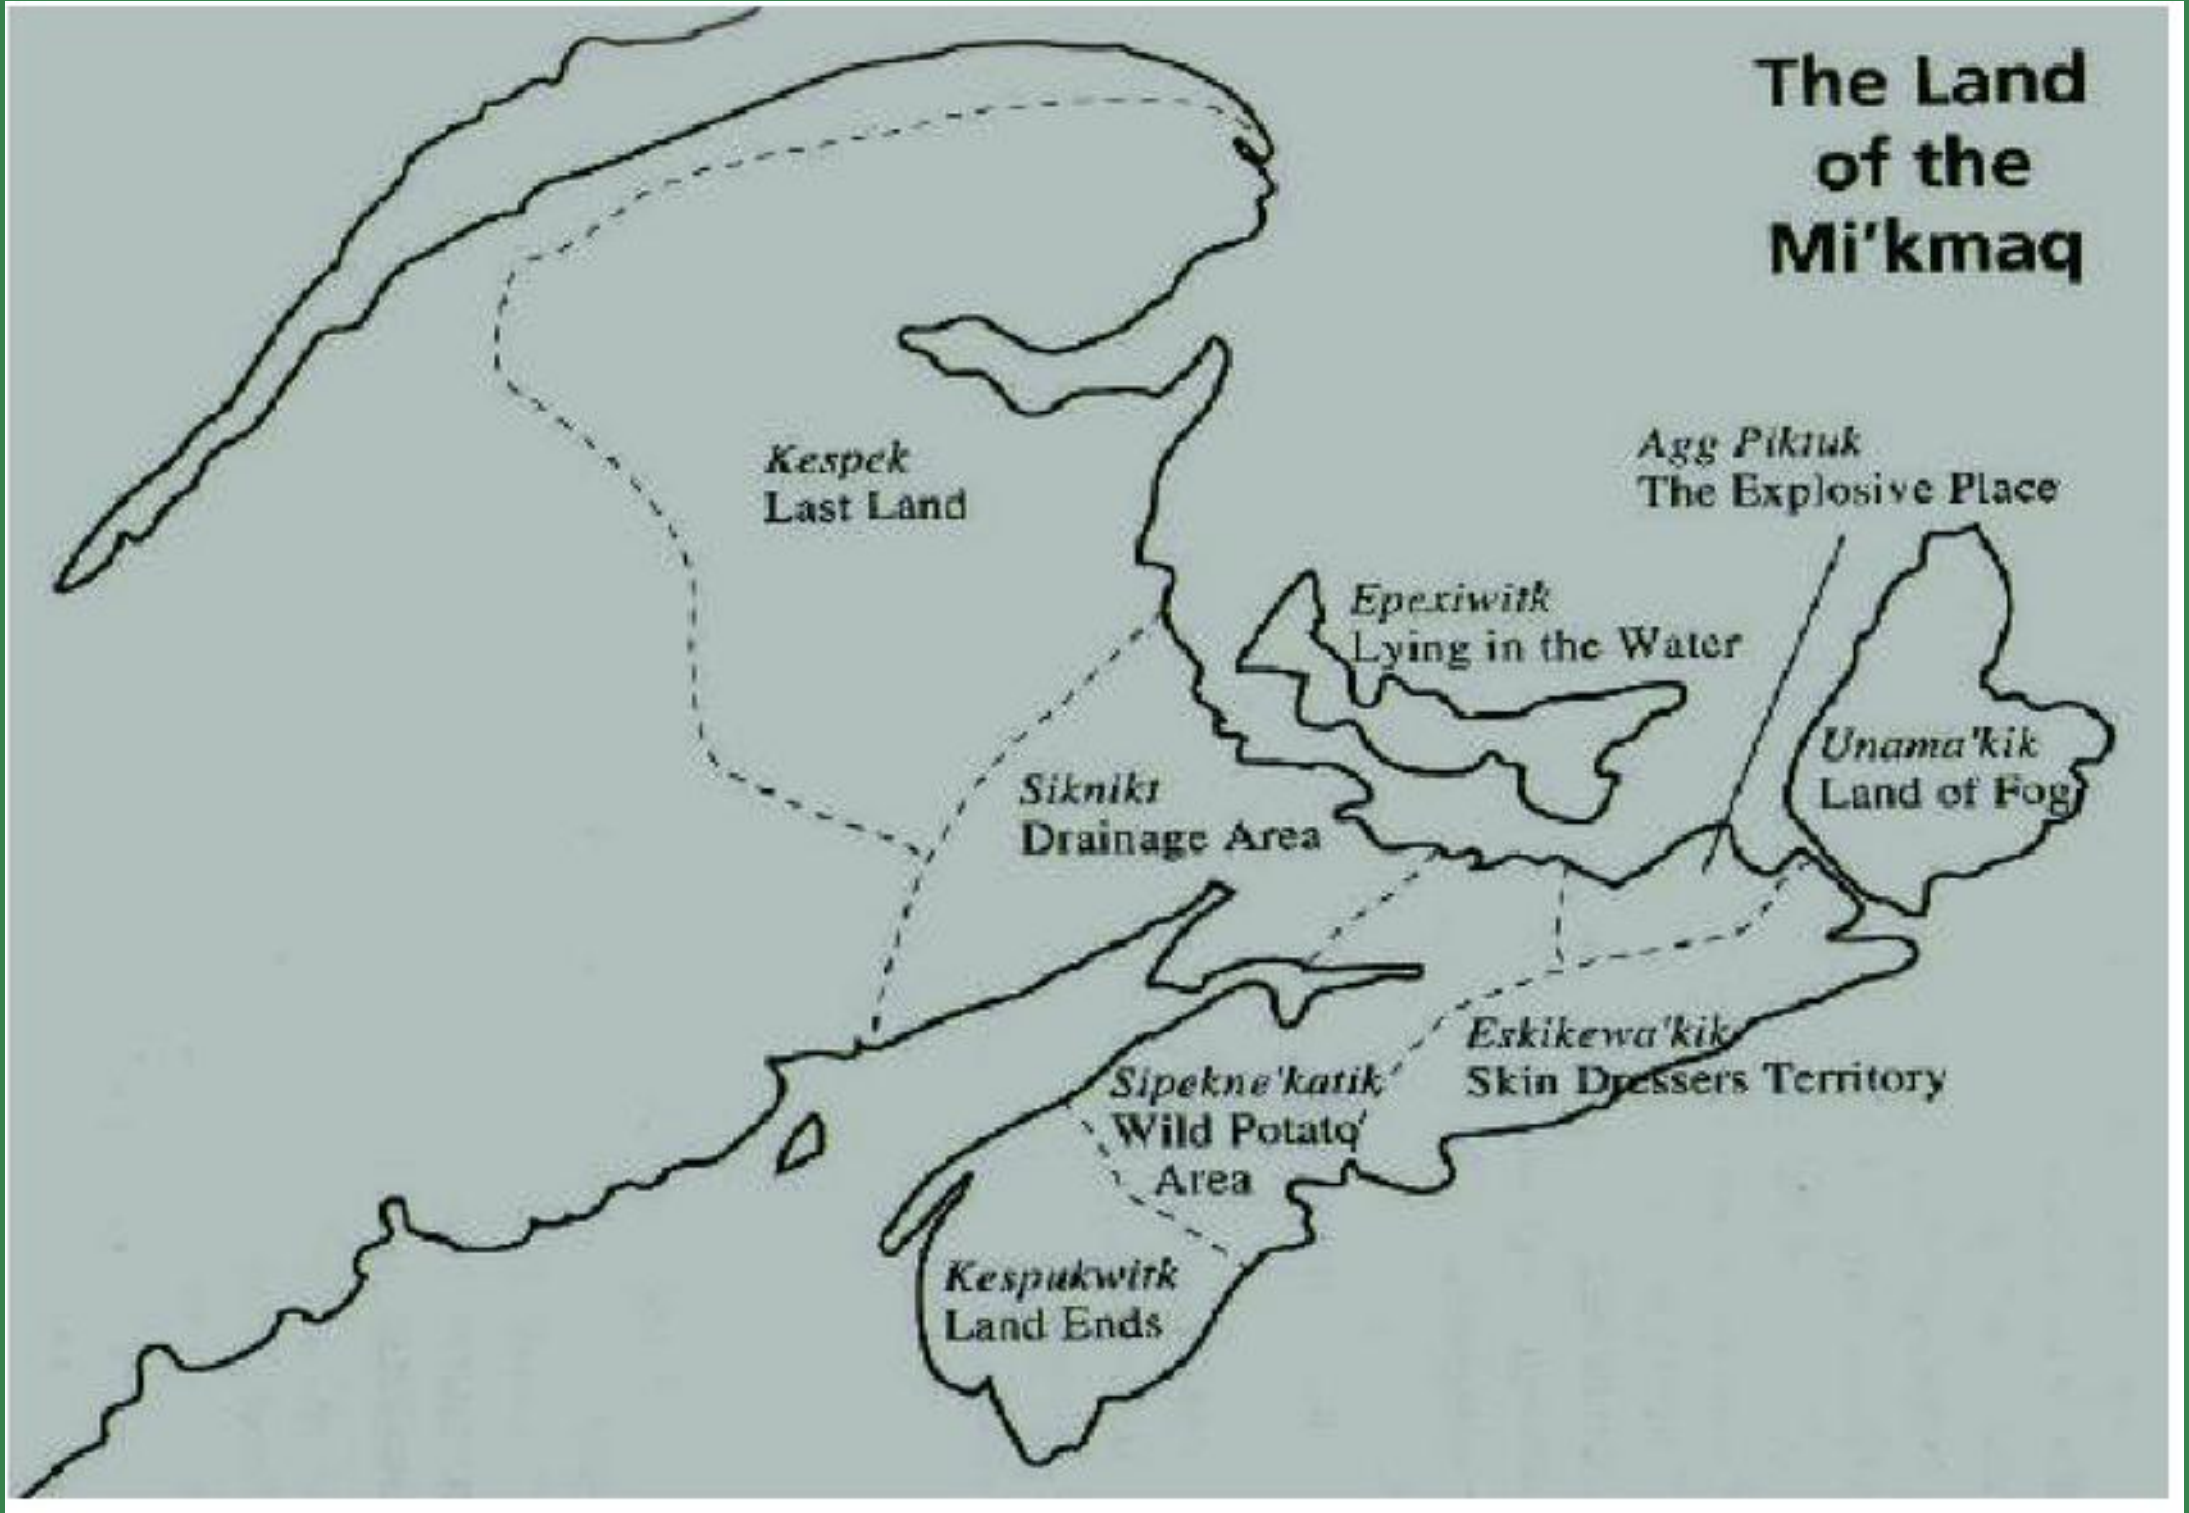 The Land
of the
Mi'kmaq
Kespek
Last Land
Agg Piktuk
The Explosive Place
Epexiwitk
Lying in the Water
Unama'kik
Land of Fog
Siknikt
Drainage Area
Eskikewa'kik
Skin Dressers Territory
Sipekne'katik
Wild Potato
Area
Kespukwitk
Land Ends